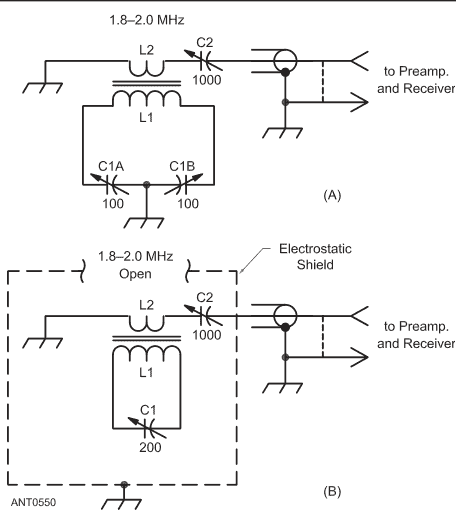 1.8–2.0 MHz
L2
C2
1000
to Preamp.
and Receiver
L1
C1A
C1B
100
100
(A)
1.8–2.0 MHz
Open
Electrostatic
Shield
L2
C2
1000
to Preamp.
and Receiver
L1
C1
200
ANT0550
(B)